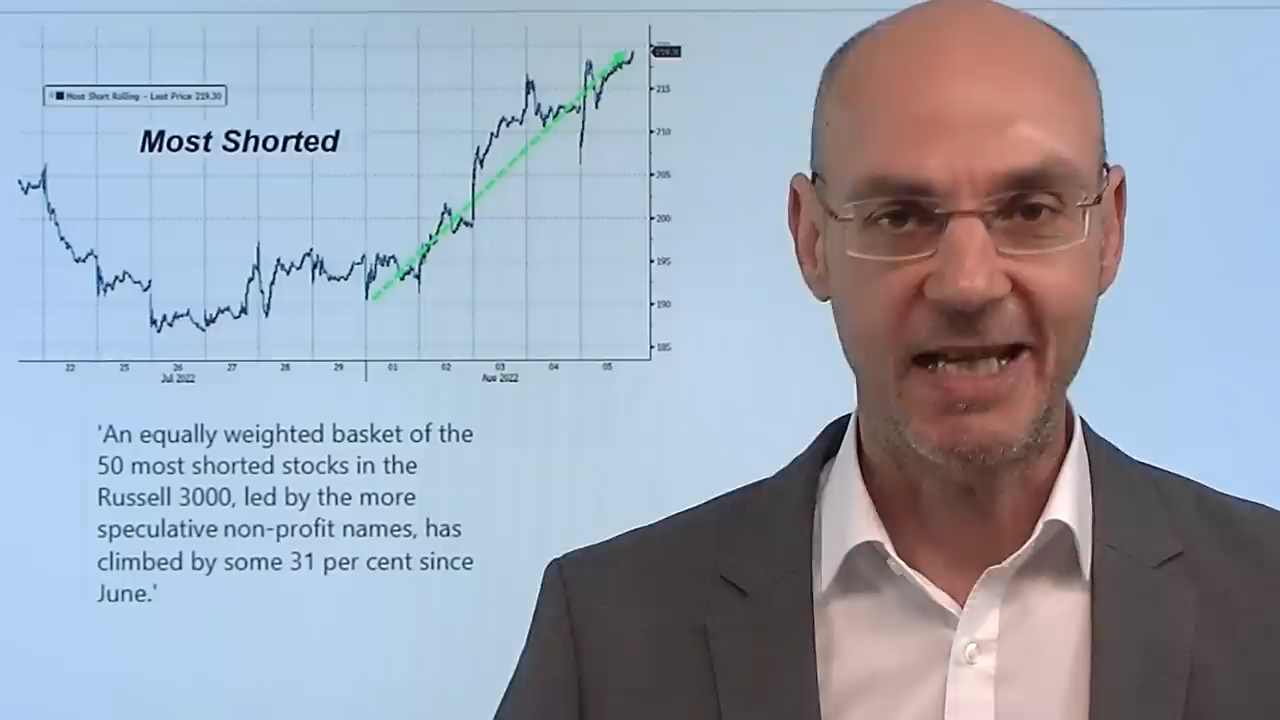 219.30
Most Short Rolling - Last Price 219.30
Most Shorted
215
210
205
200
195
190
185
22 25 26 27 28 29 01 02 03 04 05
Jul 2022 Aug 2022
'An equally weighted basket of the
50 most shorted stocks in the
Russell 3000, led by the more
speculative non-profit names, has
climbed by some 31 per cent since
June.'